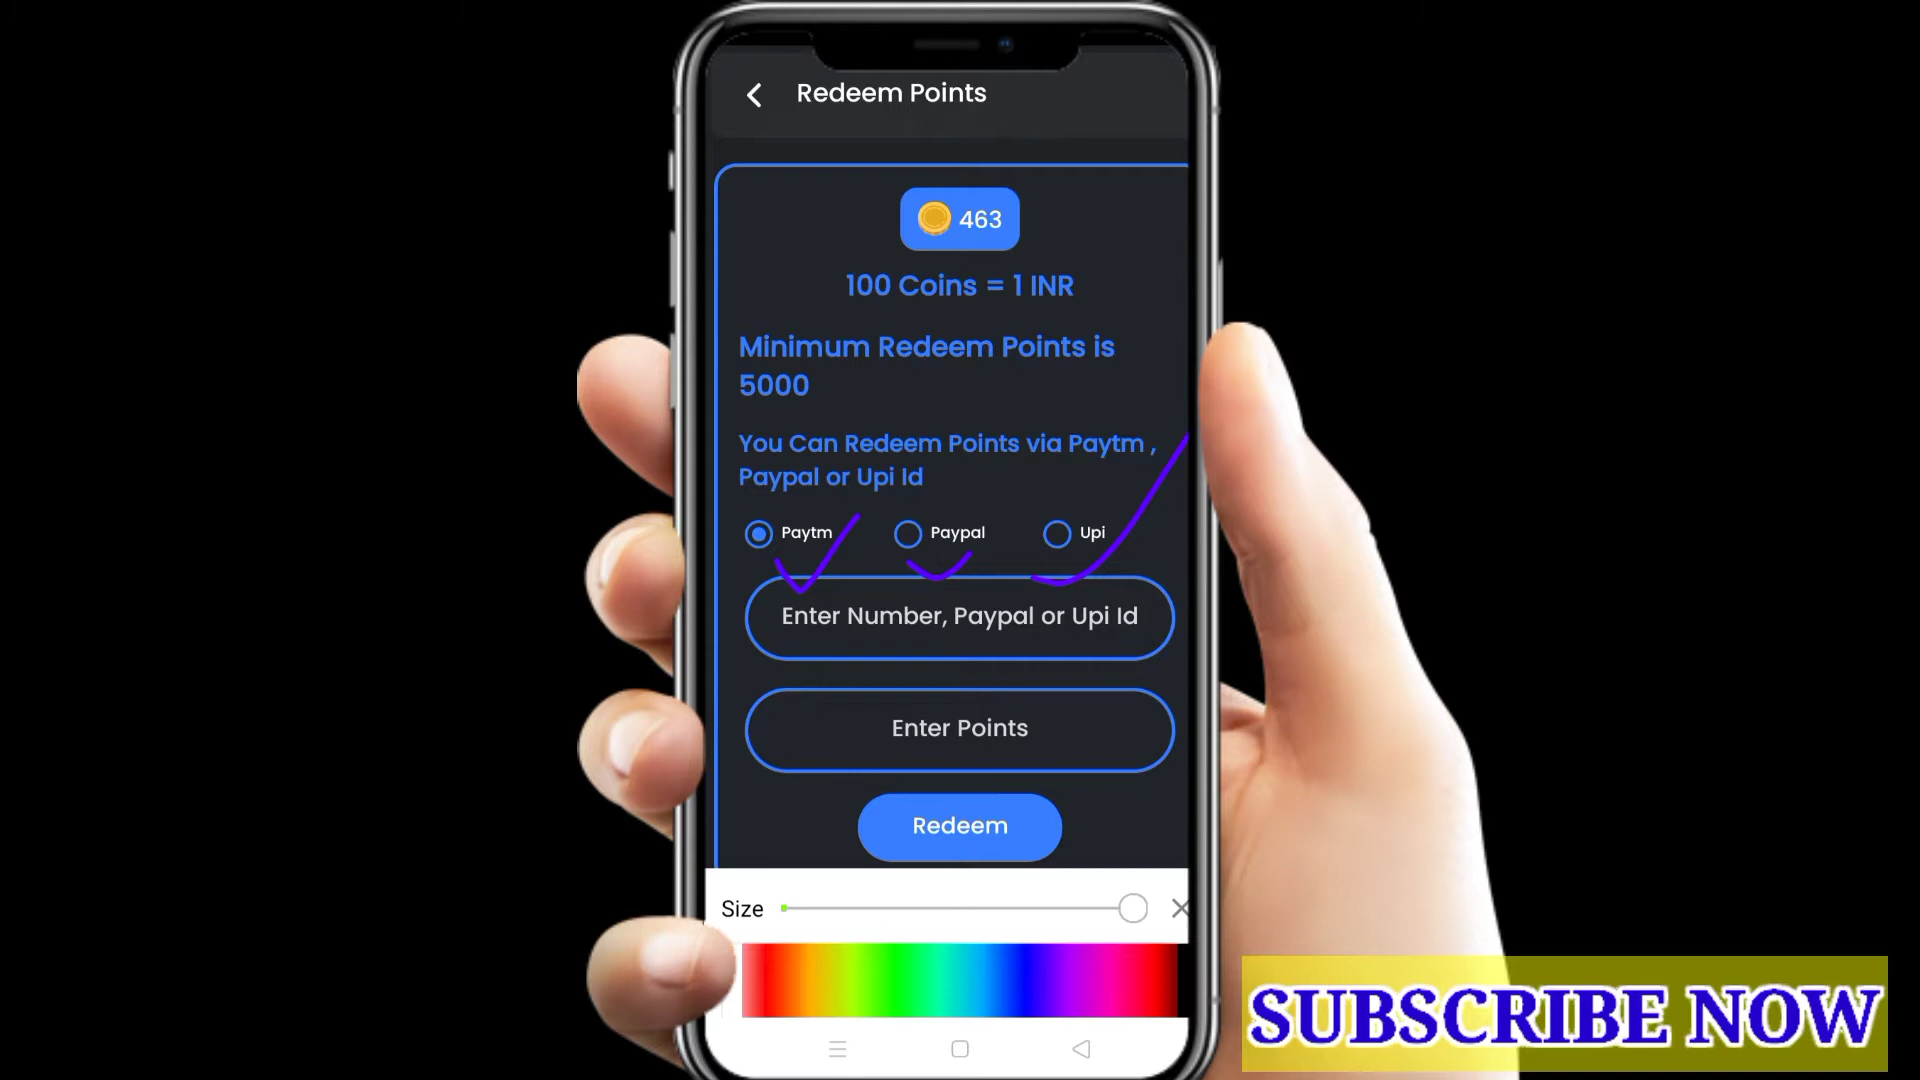 Redeem Points
463
100 Coins = 1 INR
Minimum Redeem Points is
5000
You Can Redeem Points via Paytm ,
Paypal or Upi Id
Paytm Paypal Upi
Enter Number, Paypal or Upi Id
Enter Points
Redeem
Size
SUBSCRIBE NOW